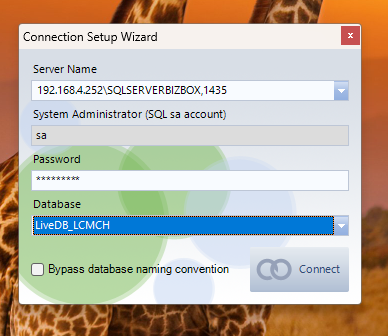 Connection Setup Wizard
x
Server Name
192.168.4.252\SQLSERVERBIZBOX,1435
System Administrator (SQL sa account)
sa
Password
*********
Database
LiveDB_LCMCH
Bypass database naming convention
Connect